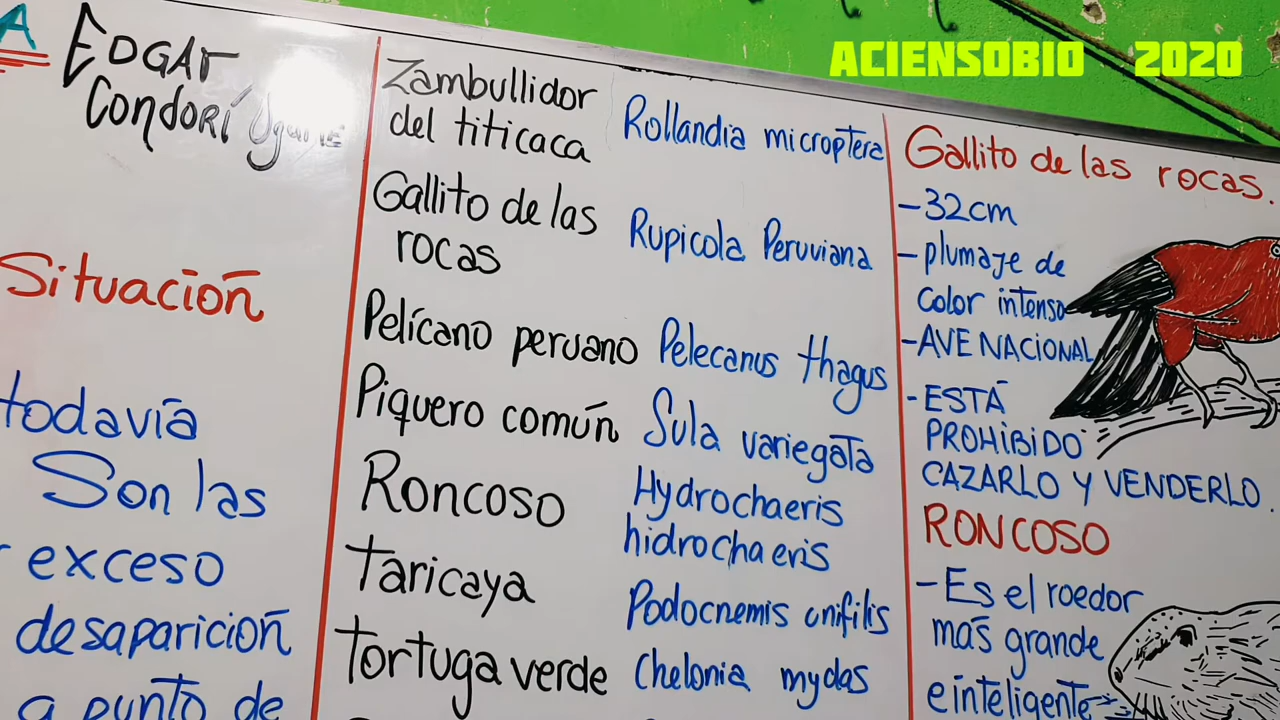 ACIENSOBIO 2020
A
EDGAR
Condorí
Situación
todavía
Son las
exceso
desaparición
a punto de
Zambullidor
del titicaca
Rollandia microptera
Gallito de las
rocas
Rupicola Peruviana
Pelícano peruano
Pelecanus thagus
Piquero común
Sula variegata
Roncoso
Hydrochaeris
hidrochaeris
taricaya
Podocnemis unifilis
tortuga verde
Chelonia mydas
Gallito de las rocas.
-32cm
-plumaje de
color intenso
-AVE NACIONAL
-ESTÁ
PROHIBIDO
CAZARLO Y VENDERLO.
RONCOSO
-Es el roedor
más grande
e inteligente